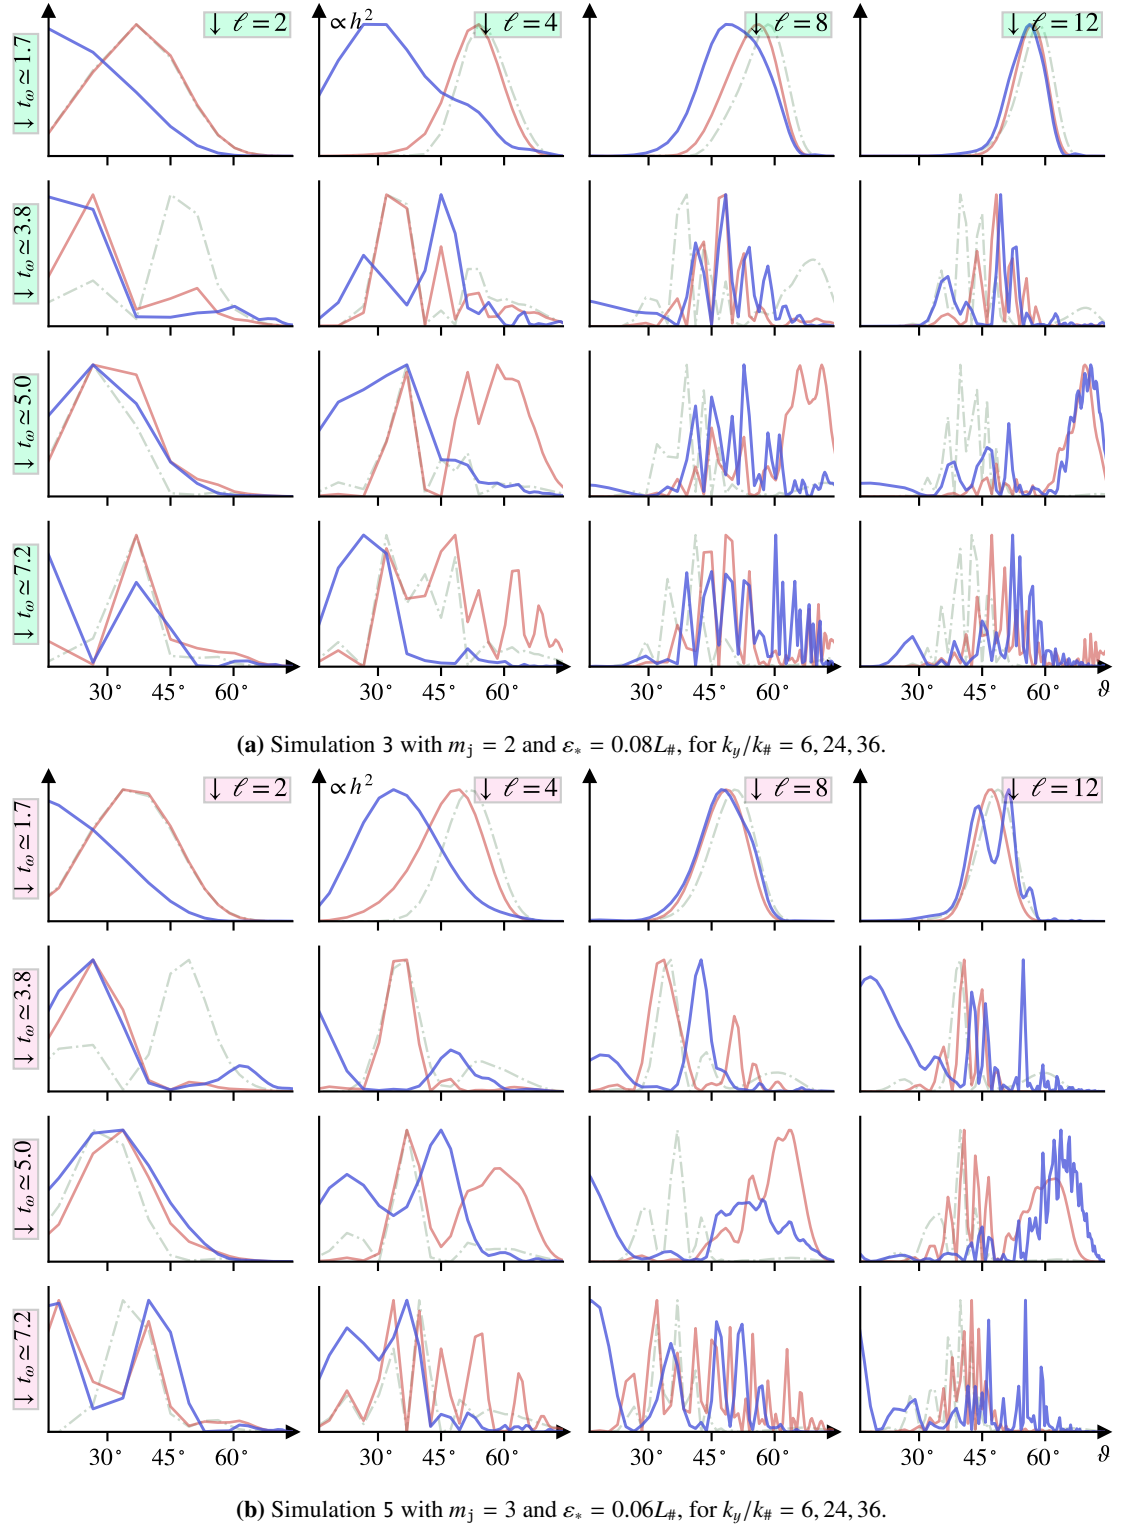 ∝h² ↓ ℓ = 2 ↓ ℓ = 4 ↓ ℓ = 8 ↓ ℓ = 12
↓ t_ω ≃ 1.7
↓ t_ω ≃ 3.8
↓ t_ω ≃ 5.0
↓ t_ω ≃ 7.2
30° 45° 60° 30° 45° 60° 30° 45° 60° 30° 45° 60° ϑ
(a) Simulation 3 with m_j = 2 and ε_* = 0.08L_#, for k_y/k_# = 6, 24, 36.
∝h² ↓ ℓ = 2 ↓ ℓ = 4 ↓ ℓ = 8 ↓ ℓ = 12
↓ t_ω ≃ 1.7
↓ t_ω ≃ 3.8
↓ t_ω ≃ 5.0
↓ t_ω ≃ 7.2
30° 45° 60° 30° 45° 60° 30° 45° 60° 30° 45° 60° ϑ
(b) Simulation 5 with m_j = 3 and ε_* = 0.06L_#, for k_y/k_# = 6, 24, 36.